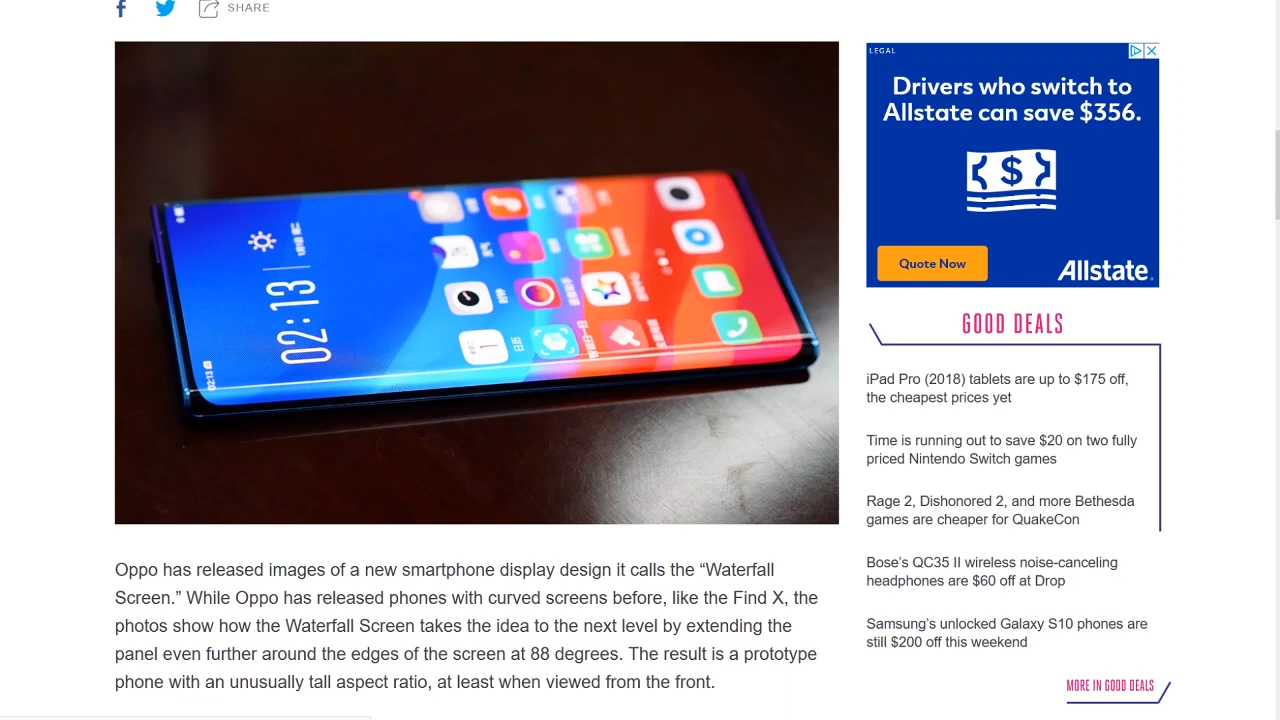 SHARE
02:13
02:13
日历
LEGAL
Drivers who switch to
Allstate can save $356.
$
Quote Now
Allstate.
GOOD DEALS
iPad Pro (2018) tablets are up to $175 off,
the cheapest prices yet
Time is running out to save $20 on two fully
priced Nintendo Switch games
Rage 2, Dishonored 2, and more Bethesda
games are cheaper for QuakeCon
Bose’s QC35 II wireless noise-canceling
headphones are $60 off at Drop
Samsung’s unlocked Galaxy S10 phones are
still $200 off this weekend
MORE IN GOOD DEALS
Oppo has released images of a new smartphone display design it calls the “Waterfall
Screen.” While Oppo has released phones with curved screens before, like the Find X, the
photos show how the Waterfall Screen takes the idea to the next level by extending the
panel even further around the edges of the screen at 88 degrees. The result is a prototype
phone with an unusually tall aspect ratio, at least when viewed from the front.